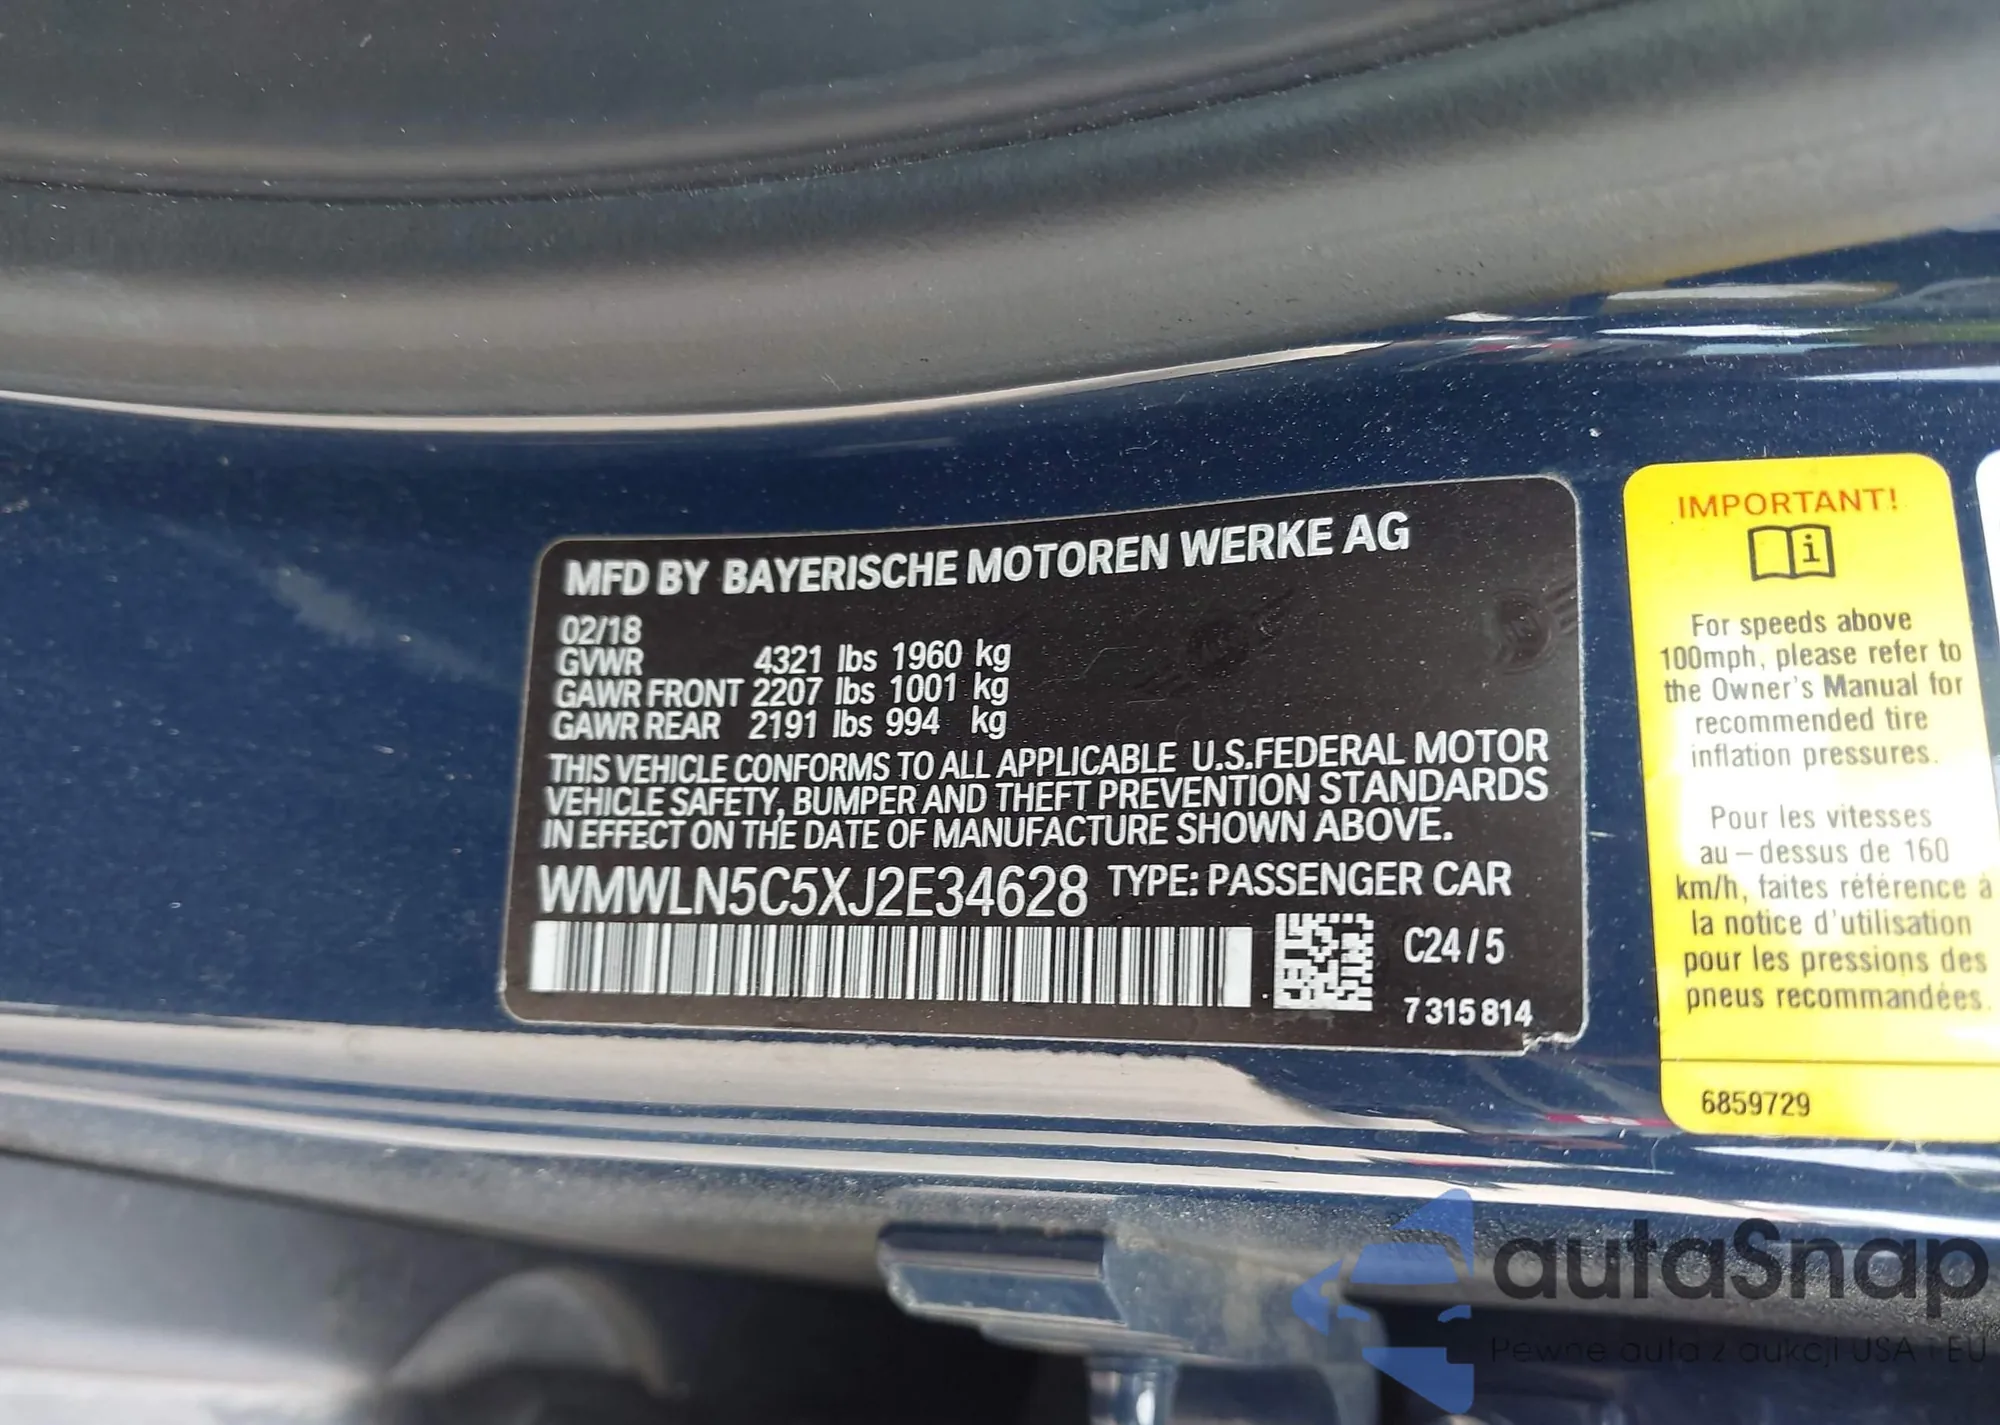 MFD BY BAYERISCHE MOTOREN WERKE AG
02/18
GVWR 4321 lbs 1960 kg
GAWR FRONT 2207 lbs 1001 kg
GAWR REAR 2191 lbs 994 kg
THIS VEHICLE CONFORMS TO ALL APPLICABLE U.S.FEDERAL MOTOR
VEHICLE SAFETY, BUMPER AND THEFT PREVENTION STANDARDS
IN EFFECT ON THE DATE OF MANUFACTURE SHOWN ABOVE.
WMWLN5C5XJ2E34628 TYPE: PASSENGER CAR
C24/5
7 315 814
IMPORTANT!
i
For speeds above
100mph, please refer to
the Owner's Manual for
recommended tire
inflation pressures.
Pour les vitesses
au-dessus de 160
km/h, faites référence à
la notice d'utilisation
pour les pressions des
pneus recommandées.
6859729
autaSnap
Pewne auta z aukcji USA i EU